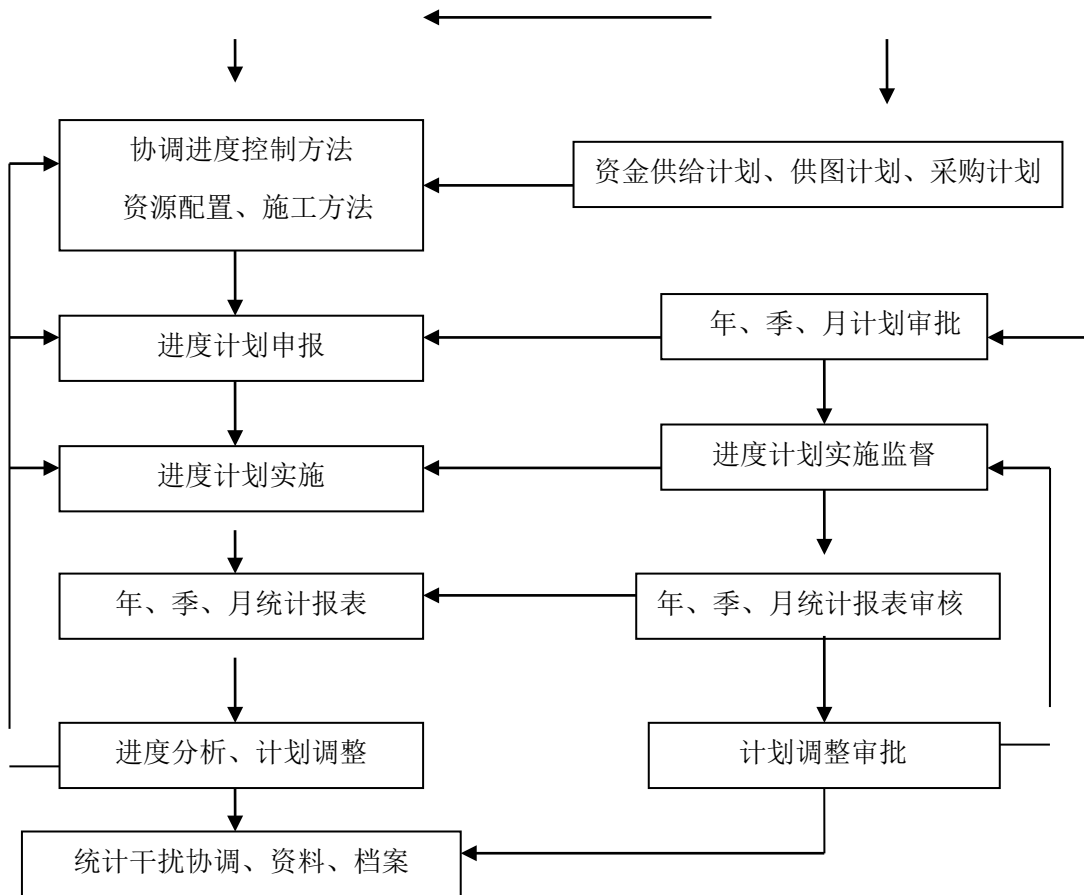 协调进度控制方法
资源配置、施工方法
资金供给计划、供图计划、采购计划
进度计划申报
年、季、月计划审批
进度计划实施
进度计划实施监督
年、季、月统计报表
年、季、月统计报表审核
进度分析、计划调整
计划调整审批
统计干扰协调、资料、档案